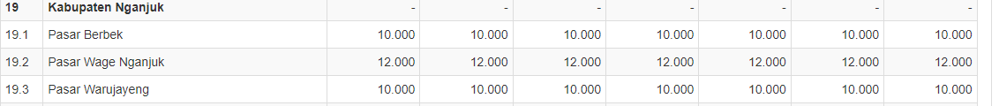 19 Kabupaten Nganjuk - - - - - - -
19.1 Pasar Berbek 10.000 10.000 10.000 10.000 10.000 10.000 10.000
19.2 Pasar Wage Nganjuk 12.000 12.000 12.000 12.000 12.000 12.000 12.000
19.3 Pasar Warujayeng 10.000 10.000 10.000 10.000 10.000 10.000 10.000